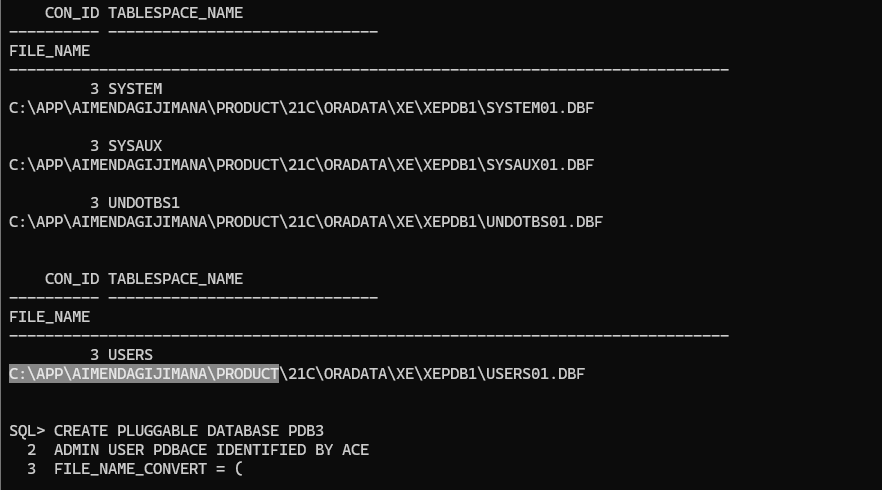 CON_ID TABLESPACE_NAME
---------- ------------------------------
FILE_NAME
--------------------------------------------------------------------------------
3 SYSTEM
C:\APP\AIMENDAGIJIMANA\PRODUCT\21C\ORADATA\XE\XEPDB1\SYSTEM01.DBF
3 SYSAUX
C:\APP\AIMENDAGIJIMANA\PRODUCT\21C\ORADATA\XE\XEPDB1\SYSAUX01.DBF
3 UNDOTBS1
C:\APP\AIMENDAGIJIMANA\PRODUCT\21C\ORADATA\XE\XEPDB1\UNDOTBS01.DBF
CON_ID TABLESPACE_NAME
---------- ------------------------------
FILE_NAME
--------------------------------------------------------------------------------
3 USERS
C:\APP\AIMENDAGIJIMANA\PRODUCT\21C\ORADATA\XE\XEPDB1\USERS01.DBF
SQL> CREATE PLUGGABLE DATABASE PDB3
2 ADMIN USER PDBACE IDENTIFIED BY ACE
3 FILE_NAME_CONVERT = (